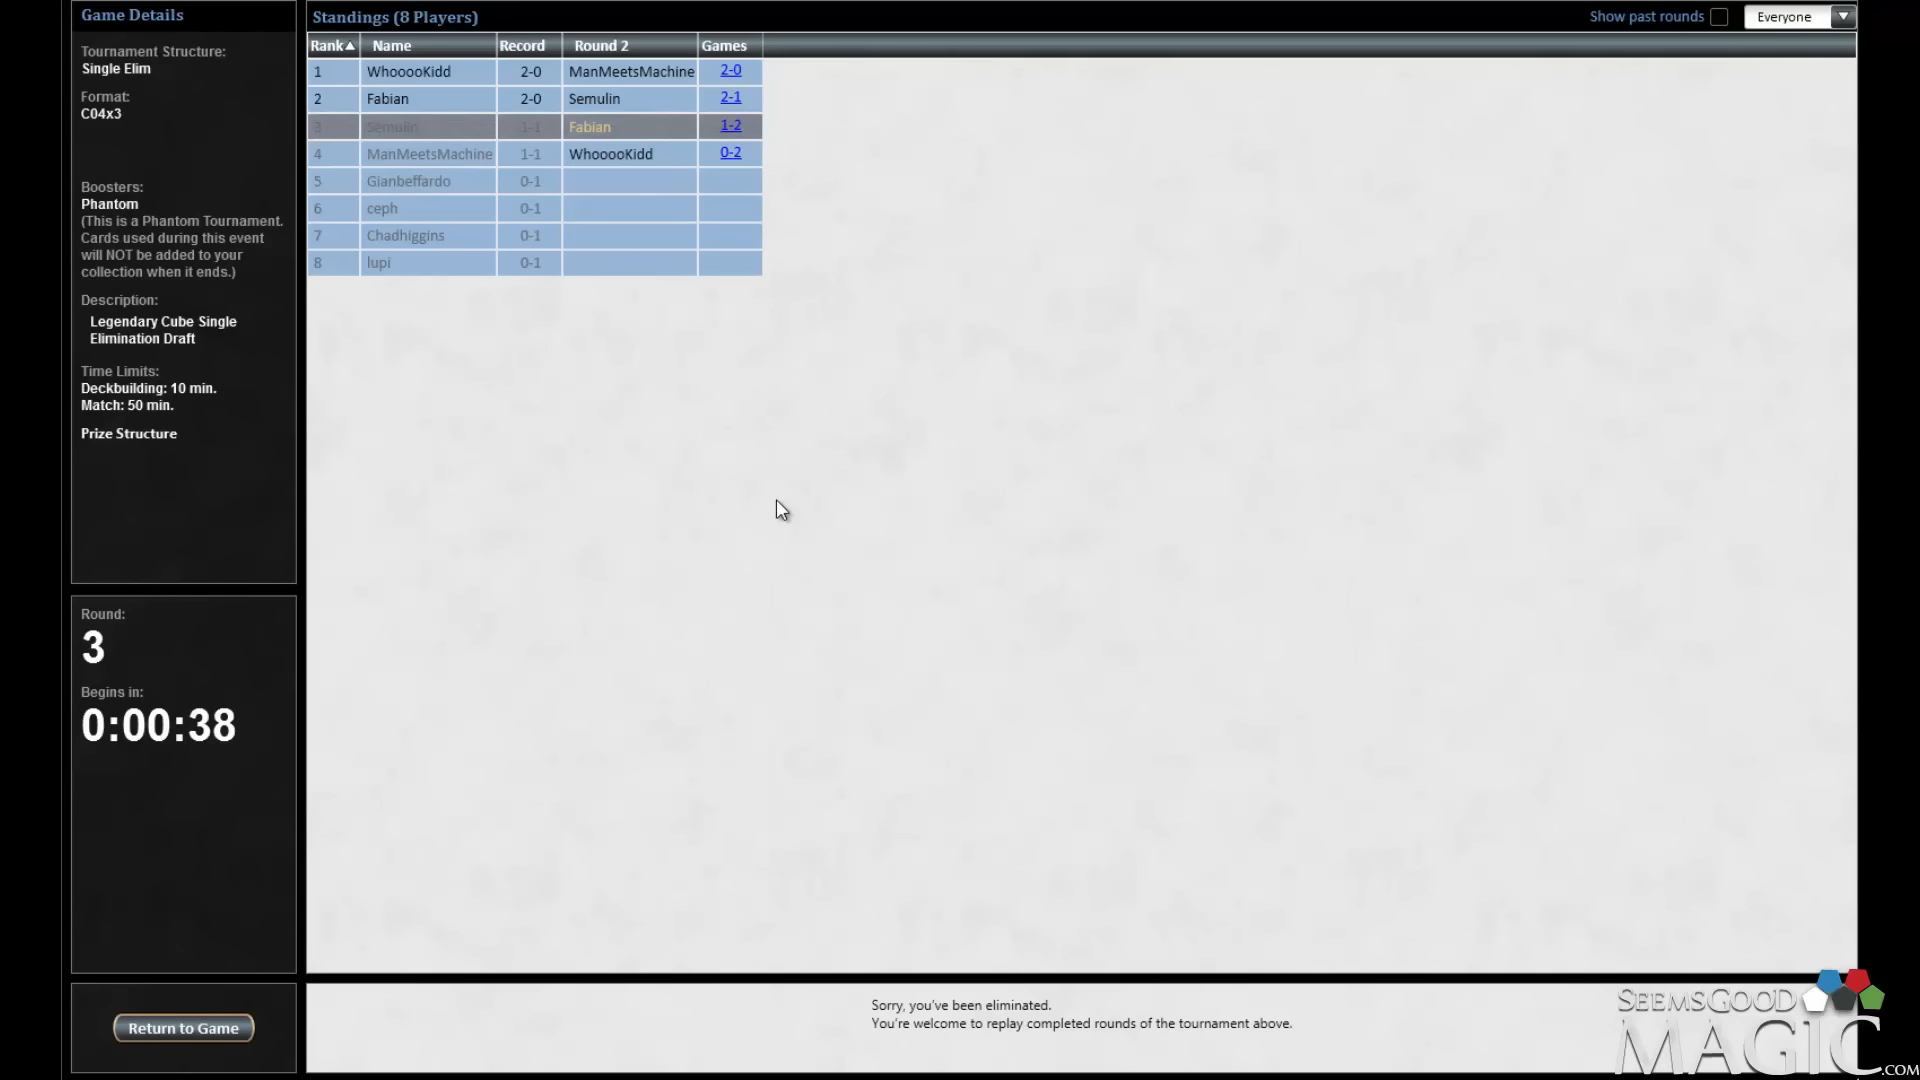 Game Details
Tournament Structure:
Single Elim
Format:
C04x3
Boosters:
Phantom
(This is a Phantom Tournament.
Cards used during this event
will NOT be added to your
collection when it ends.)
Description:
Legendary Cube Single
Elimination Draft
Time Limits:
Deckbuilding: 10 min.
Match: 50 min.
Prize Structure
Round:
3
Begins in:
0:00:38
Return to Game
Standings (8 Players)
Show past rounds
Everyone
Rank Name Record Round 2 Games
1 WhooooKidd 2-0 ManMeetsMachine 2-0
2 Fabian 2-0 Semulin 2-1
3 Semulin 1-1 Fabian 1-2
4 ManMeetsMachine 1-1 WhooooKidd 0-2
5 Gianbeffardo 0-1
6 ceph 0-1
7 Chadhiggins 0-1
8 lupi 0-1
Sorry, you've been eliminated.
You're welcome to replay completed rounds of the tournament above.
SEEMSGOOD
MAGIC.COM